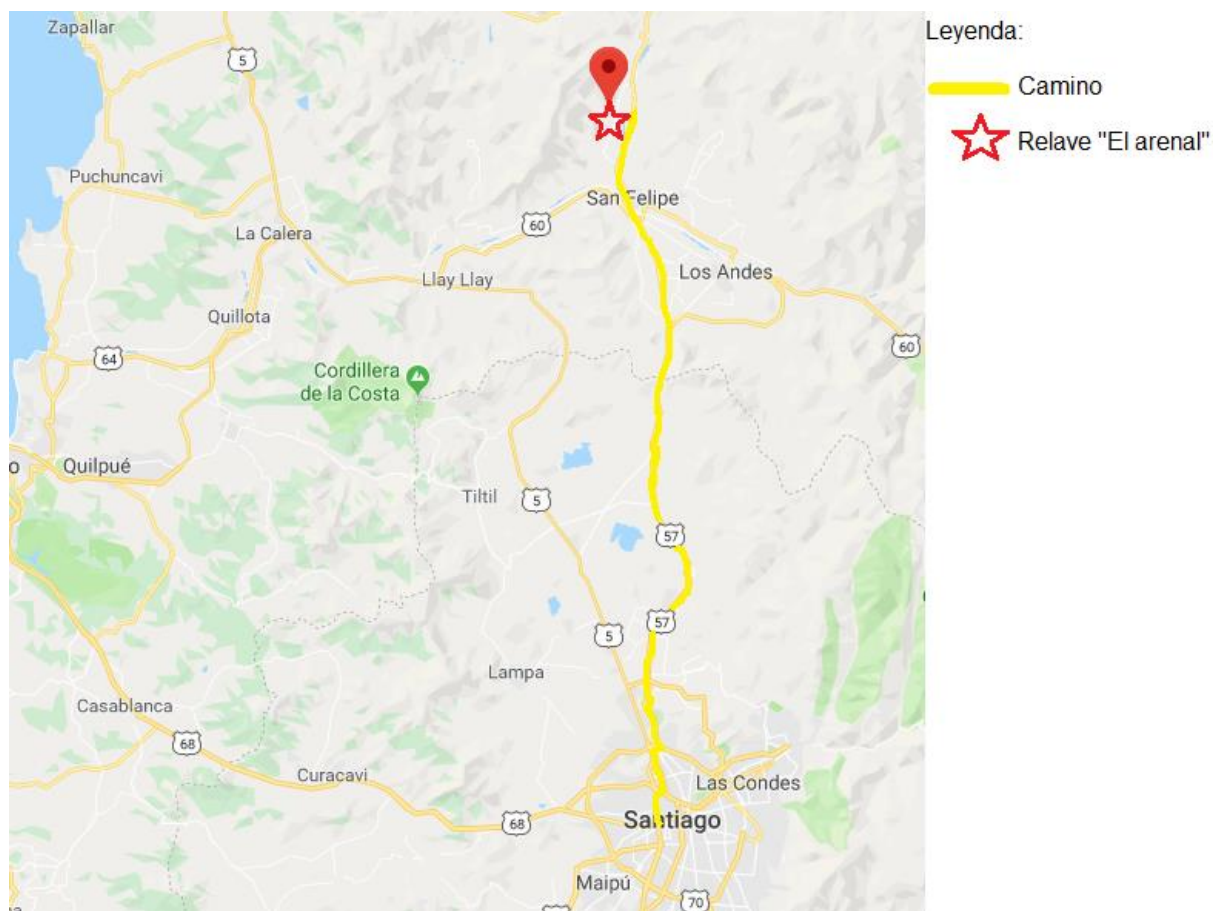 Zapallar
5
Leyenda:
Camino
Relave "El arenal"
Puchuncavi
San Felipe
60
La Calera
Llay Llay
Los Andes
Quillota
64
60
Cordillera
de la Costa
Quilpué
Tiltil
5
57
57
5
Lampa
Casablanca
68
Curacavi
Las Condes
68
Santiago
Maipú
70